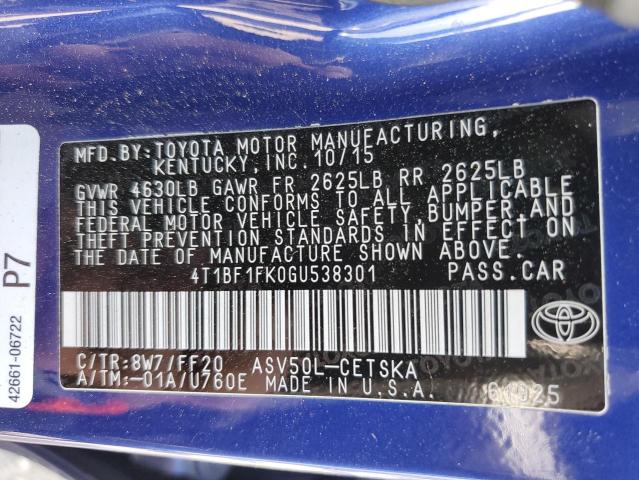 MFD.BY:TOYOTA MOTOR MANUFACTURING,
KENTUCKY, INC. 10/15
GVWR 4630LB GAWR FR 2625LB RR 2625LB
THIS VEHICLE CONFORMS TO ALL APPLICABLE
FEDERAL MOTOR VEHICLE SAFETY,BUMPER,AND
THEFT PREVENTION STANDARDS IN EFFECT ON
THE DATE OF MANUFACTURE SHOWN ABOVE.
4T1BF1FK0GU538301 PASS.CAR
C/TR:8W7/FF20 ASV50L-CETSKA
A/TM:-01A/U760E MADE IN U.S.A.
TOYOTA
P7
42661-06722